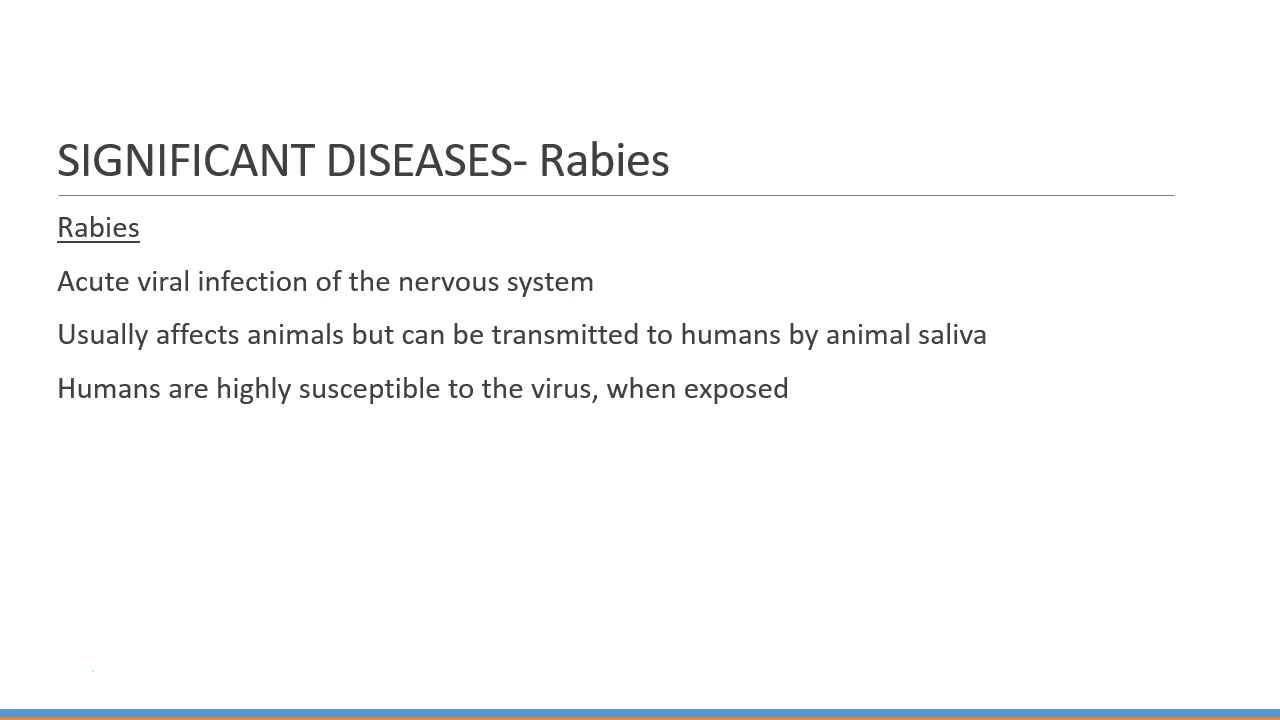 SIGNIFICANT DISEASES- Rabies
Rabies
Acute viral infection of the nervous system
Usually affects animals but can be transmitted to humans by animal saliva
Humans are highly susceptible to the virus, when exposed